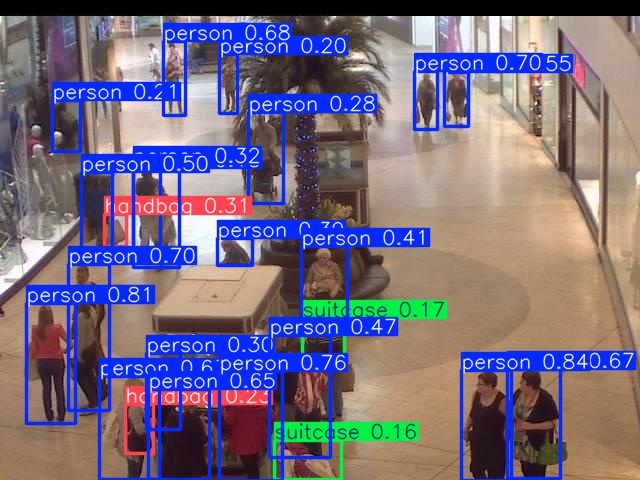 person 0.68
person 0.20
person 0.70
55
person 0.21
person 0.28
person 0.50
0.32
handbag 0.31
person
person 0.41
person 0.70
person 0.81
suitcase 0.17
person 0.47
person 0.30
person
person 0.76
person 0.84
0.67
person 0.65
handbag 0.23
suitcase 0.16